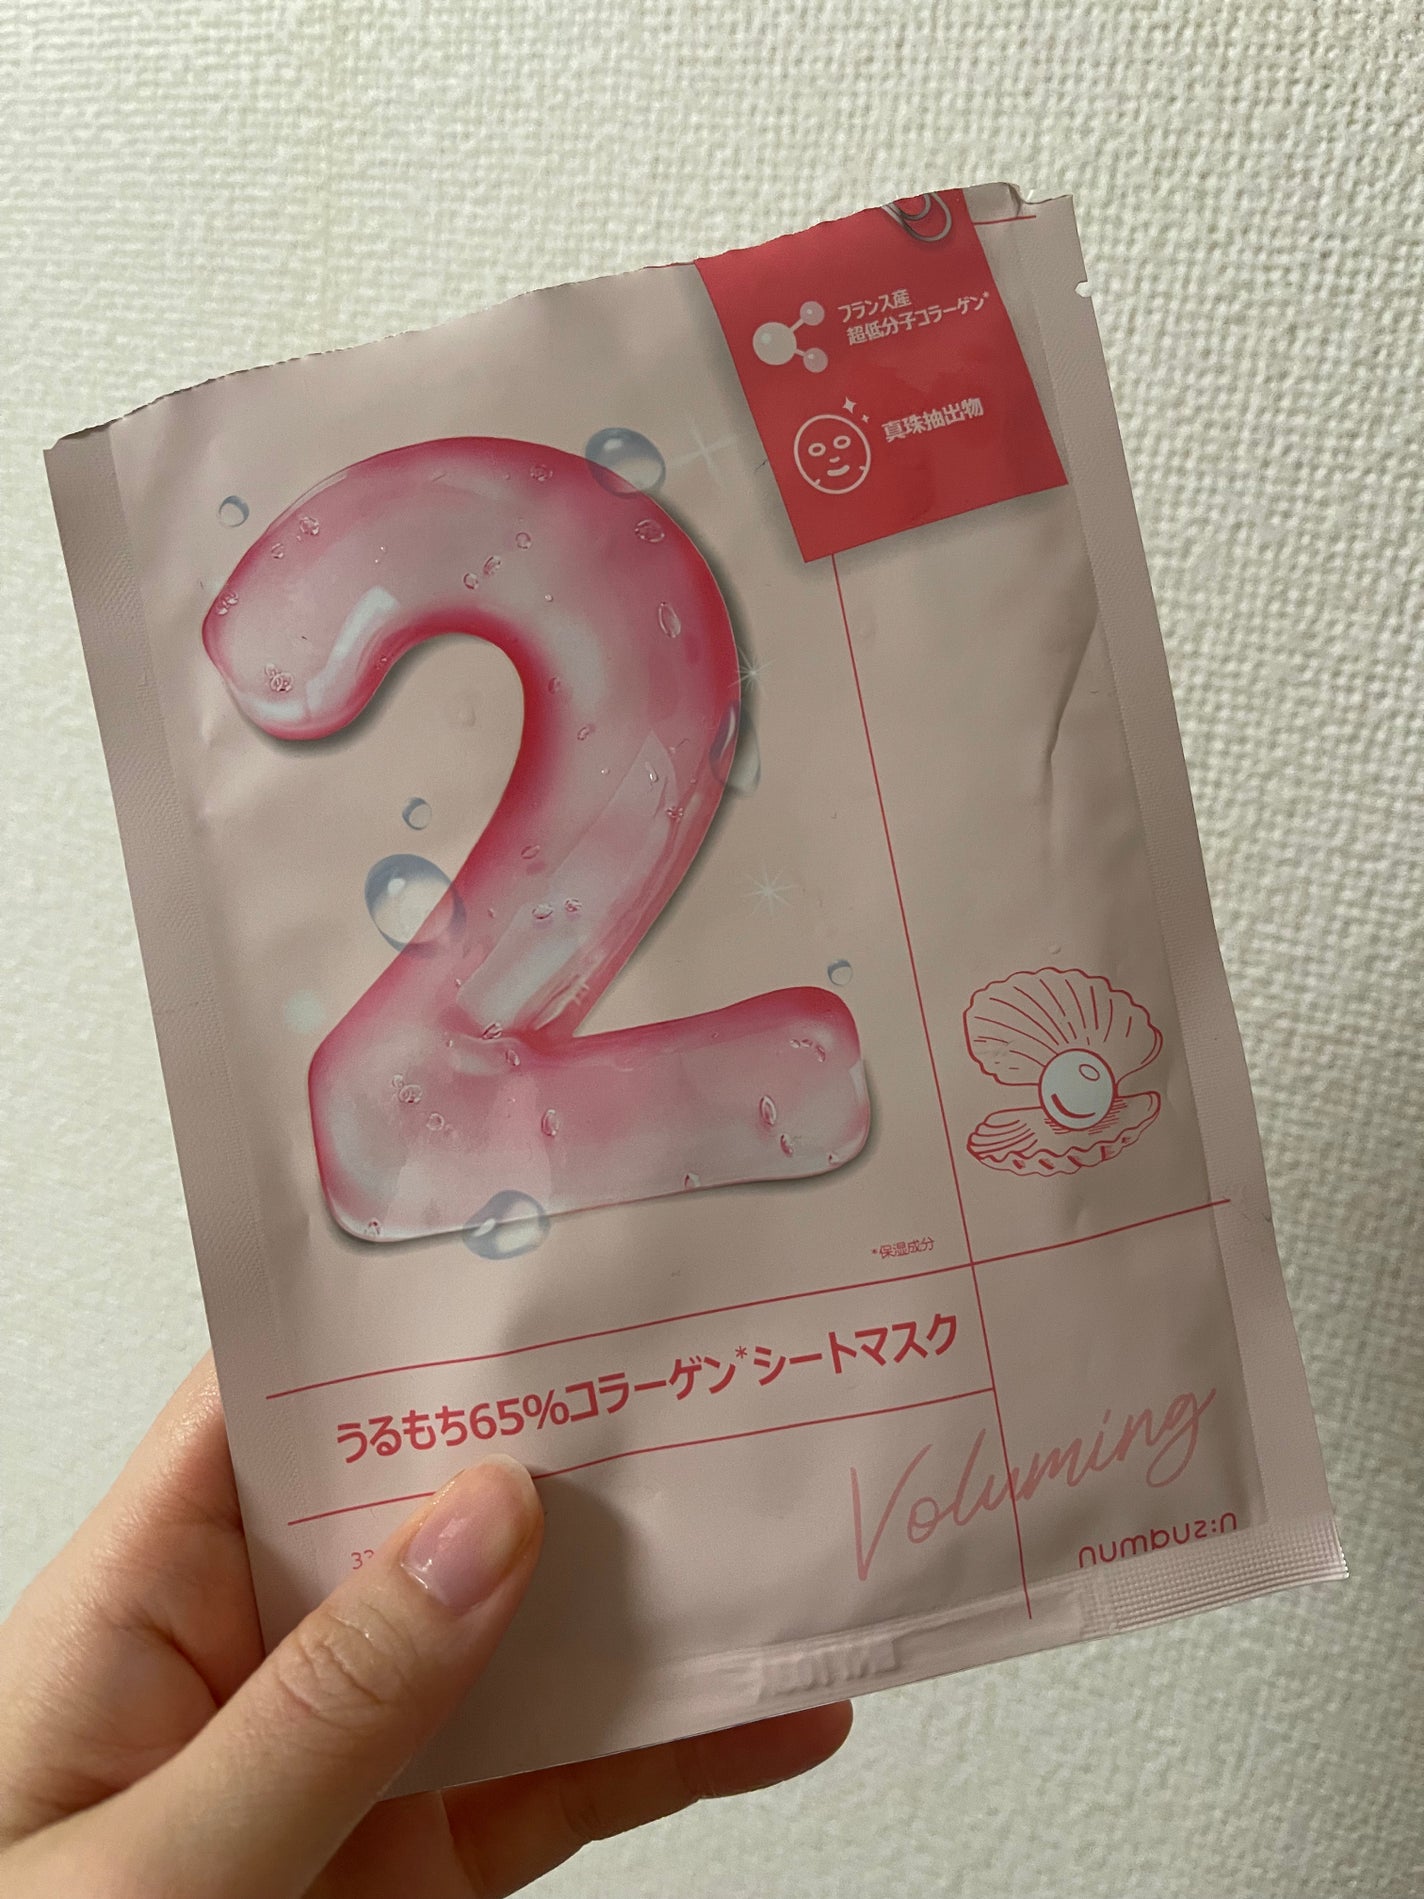 フランス産
超低分子コラーゲン*
真珠抽出物
2
*保湿成分
うるもち65%コラーゲン*シートマスク
Voluming
numbuz:n